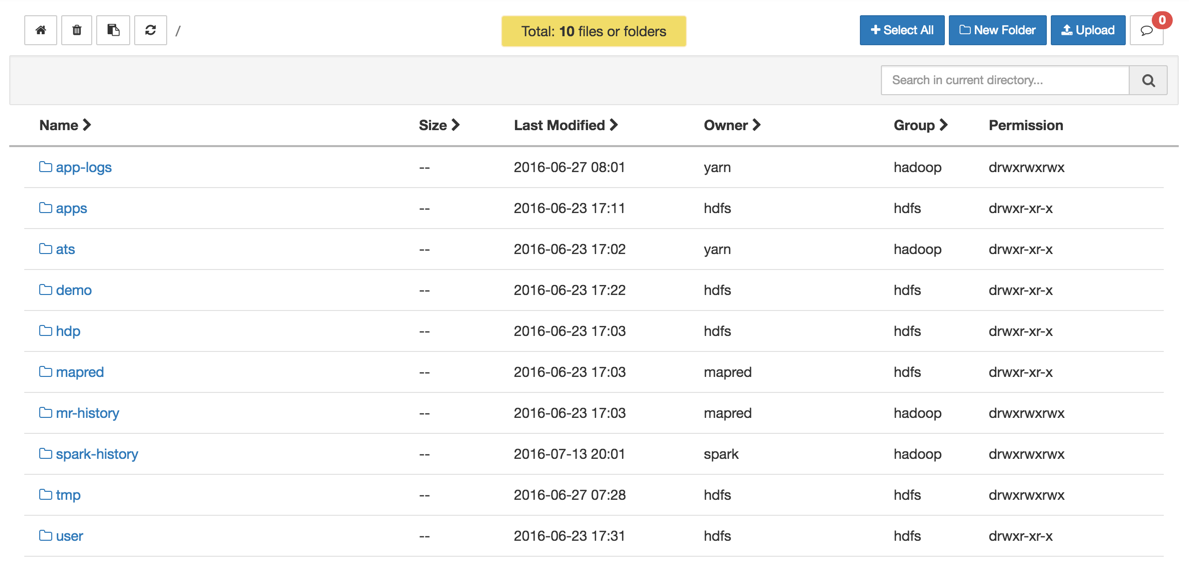 / Total: 10 files or folders Select All New Folder Upload 0
Search in current directory...
Name Size Last Modified Owner Group Permission
app-logs -- 2016-06-27 08:01 yarn hadoop drwxrwxrwx
apps -- 2016-06-23 17:11 hdfs hdfs drwxr-xr-x
ats -- 2016-06-23 17:02 yarn hadoop drwxr-xr-x
demo -- 2016-06-23 17:22 hdfs hdfs drwxr-xr-x
hdp -- 2016-06-23 17:03 hdfs hdfs drwxr-xr-x
mapred -- 2016-06-23 17:03 mapred hdfs drwxr-xr-x
mr-history -- 2016-06-23 17:03 mapred hadoop drwxrwxrwx
spark-history -- 2016-07-13 20:01 spark hadoop drwxrwxrwx
tmp -- 2016-06-27 07:28 hdfs hdfs drwxrwxrwx
user -- 2016-06-23 17:31 hdfs hdfs drwxr-xr-x